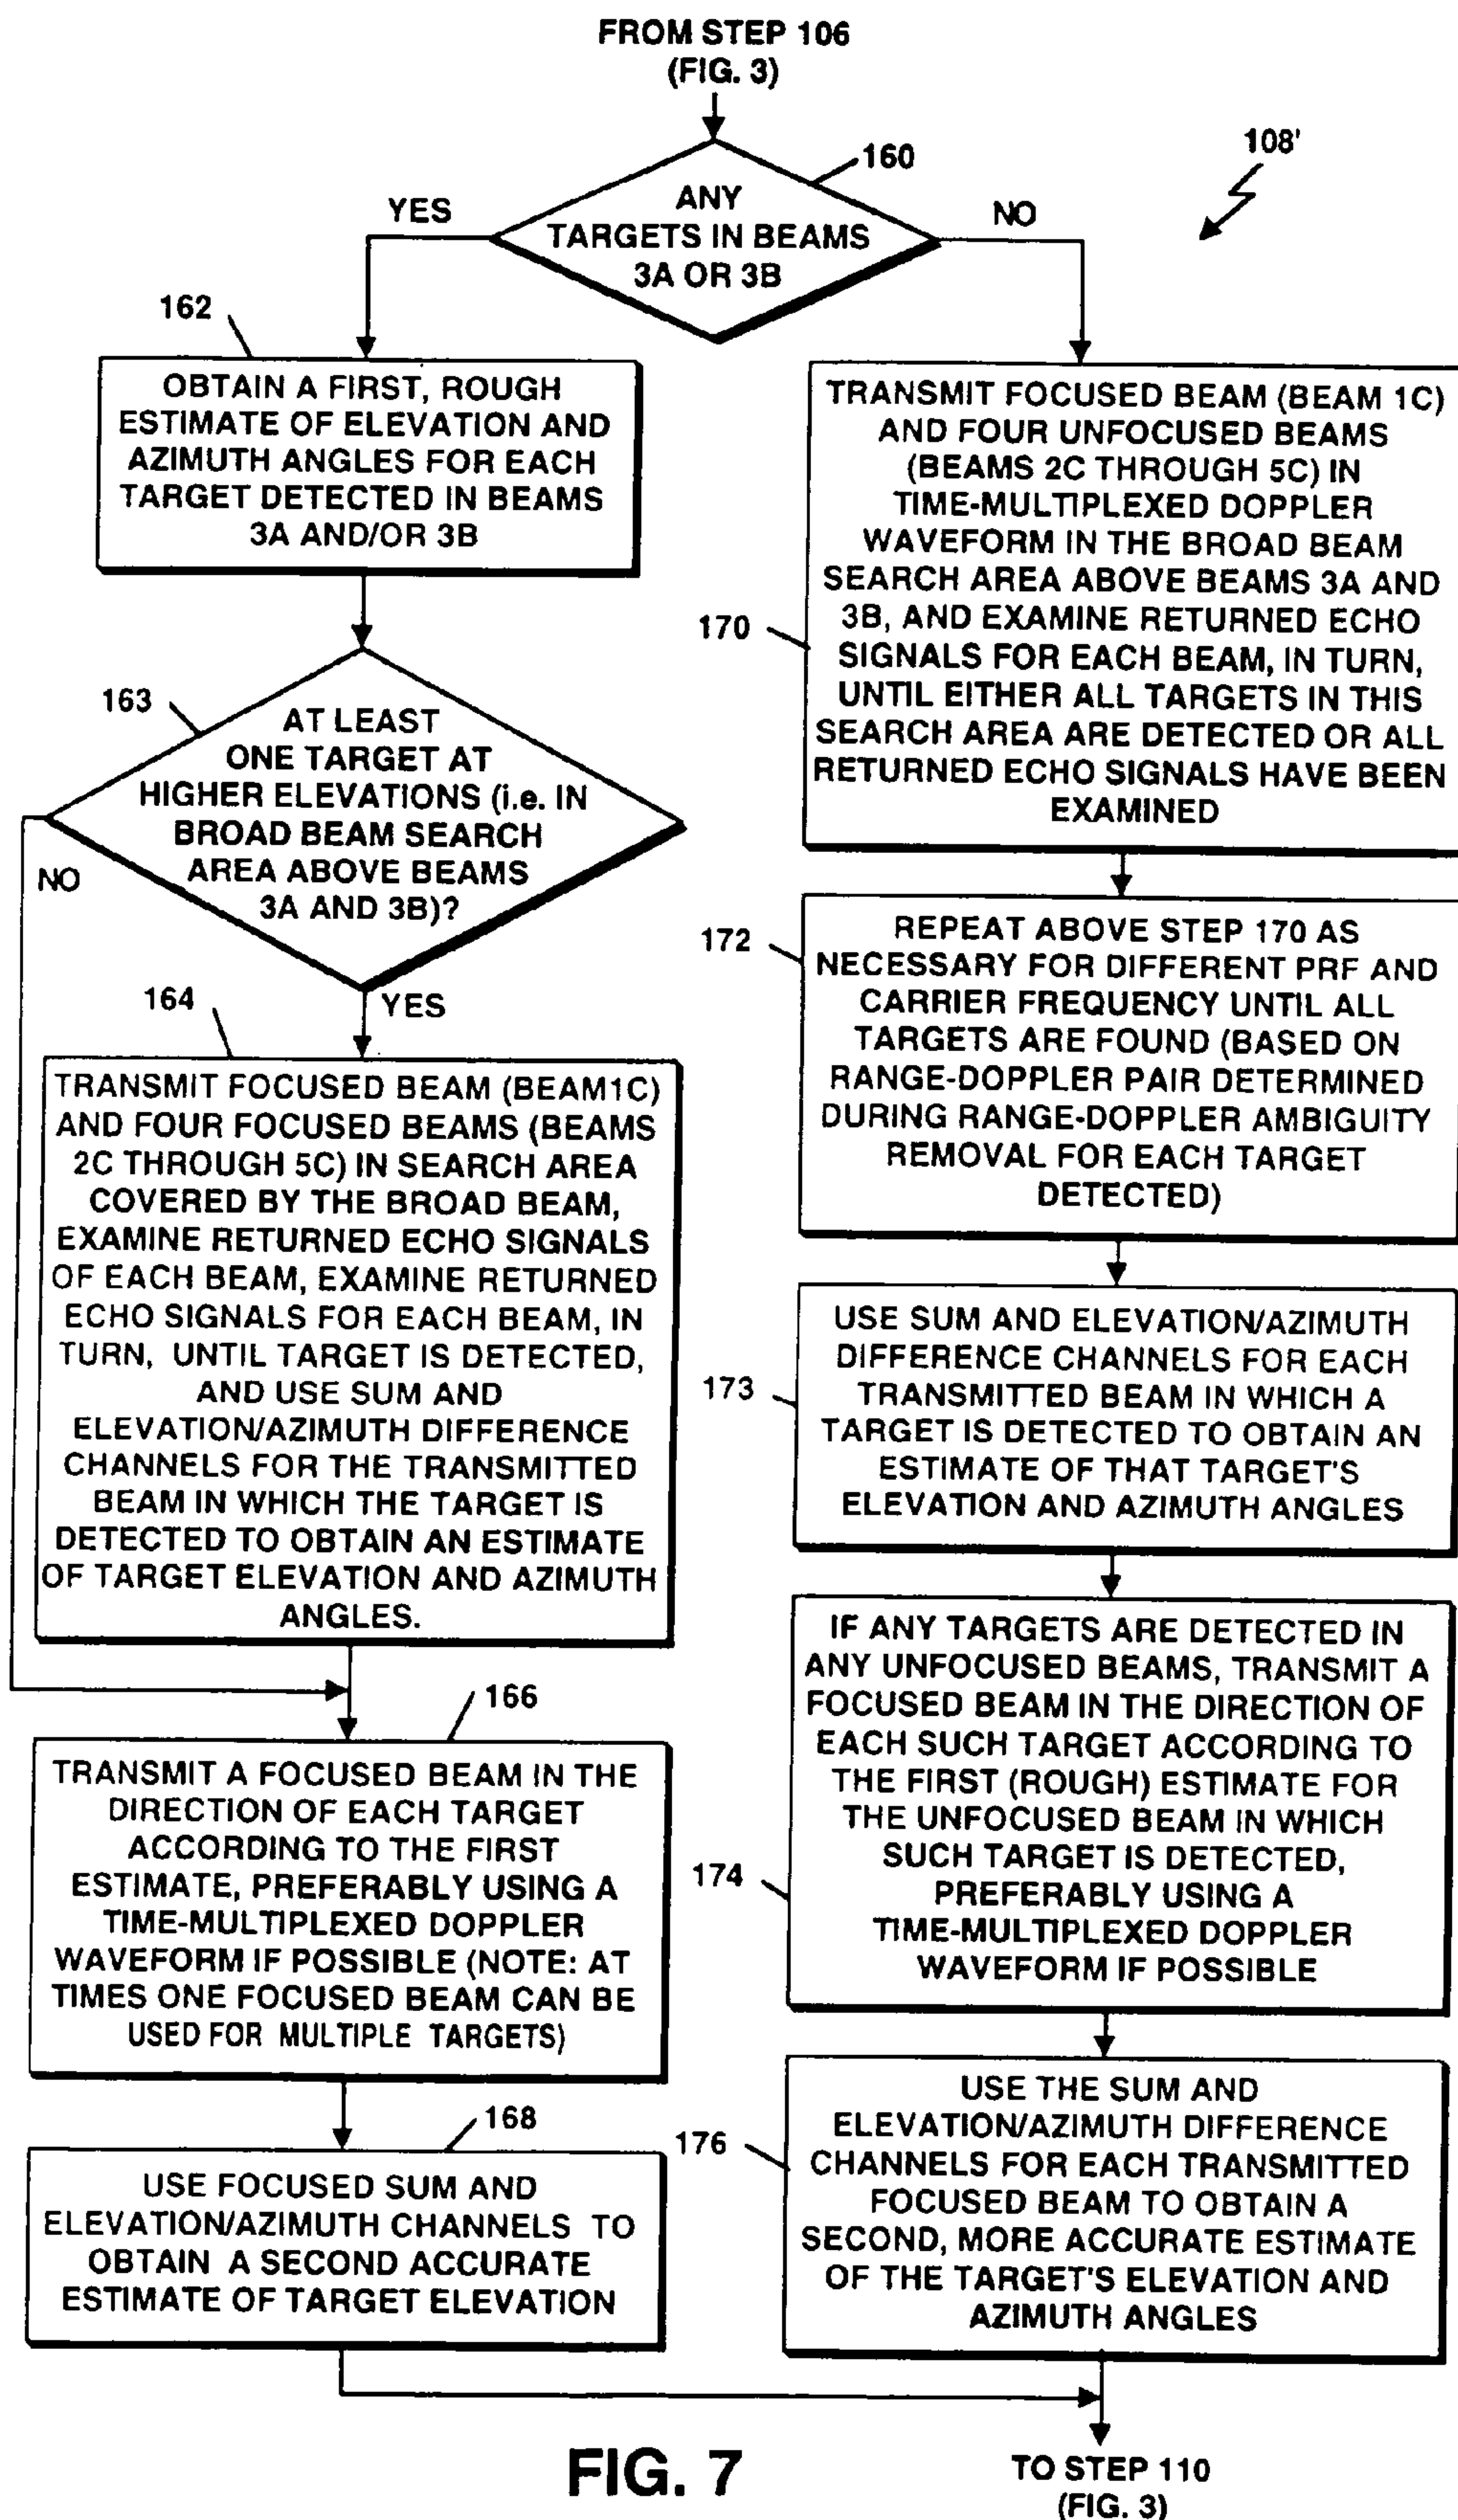 FROM STEP 106
(FIG. 3)
108'
160
ANY
TARGETS IN BEAMS
3A OR 3B
YES
NO
162
OBTAIN A FIRST, ROUGH
ESTIMATE OF ELEVATION AND
AZIMUTH ANGLES FOR EACH
TARGET DETECTED IN BEAMS
3A AND/OR 3B
163
AT LEAST
ONE TARGET AT
HIGHER ELEVATIONS (i.e. IN
BROAD BEAM SEARCH
AREA ABOVE BEAMS
3A AND 3B)?
NO
YES
164
TRANSMIT FOCUSED BEAM (BEAM1C)
AND FOUR FOCUSED BEAMS (BEAMS
2C THROUGH 5C) IN SEARCH AREA
COVERED BY THE BROAD BEAM,
EXAMINE RETURNED ECHO SIGNALS
OF EACH BEAM, EXAMINE RETURNED
ECHO SIGNALS FOR EACH BEAM, IN
TURN, UNTIL TARGET IS DETECTED,
AND USE SUM AND
ELEVATION/AZIMUTH DIFFERENCE
CHANNELS FOR THE TRANSMITTED
BEAM IN WHICH THE TARGET IS
DETECTED TO OBTAIN AN ESTIMATE
OF TARGET ELEVATION AND AZIMUTH
ANGLES.
166
TRANSMIT A FOCUSED BEAM IN THE
DIRECTION OF EACH TARGET
ACCORDING TO THE FIRST
ESTIMATE, PREFERABLY USING A
TIME-MULTIPLEXED DOPPLER
WAVEFORM IF POSSIBLE (NOTE: AT
TIMES ONE FOCUSED BEAM CAN BE
USED FOR MULTIPLE TARGETS)
168
USE FOCUSED SUM AND
ELEVATION/AZIMUTH CHANNELS TO
OBTAIN A SECOND ACCURATE
ESTIMATE OF TARGET ELEVATION
170
TRANSMIT FOCUSED BEAM (BEAM 1C)
AND FOUR UNFOCUSED BEAMS
(BEAMS 2C THROUGH 5C) IN
TIME-MULTIPLEXED DOPPLER
WAVEFORM IN THE BROAD BEAM
SEARCH AREA ABOVE BEAMS 3A AND
3B, AND EXAMINE RETURNED ECHO
SIGNALS FOR EACH BEAM, IN TURN,
UNTIL EITHER ALL TARGETS IN THIS
SEARCH AREA ARE DETECTED OR ALL
RETURNED ECHO SIGNALS HAVE BEEN
EXAMINED
172
REPEAT ABOVE STEP 170 AS
NECESSARY FOR DIFFERENT PRF AND
CARRIER FREQUENCY UNTIL ALL
TARGETS ARE FOUND (BASED ON
RANGE-DOPPLER PAIR DETERMINED
DURING RANGE-DOPPLER AMBIGUITY
REMOVAL FOR EACH TARGET
DETECTED)
173
USE SUM AND ELEVATION/AZIMUTH
DIFFERENCE CHANNELS FOR EACH
TRANSMITTED BEAM IN WHICH A
TARGET IS DETECTED TO OBTAIN AN
ESTIMATE OF THAT TARGET'S
ELEVATION AND AZIMUTH ANGLES
174
IF ANY TARGETS ARE DETECTED IN
ANY UNFOCUSED BEAMS, TRANSMIT A
FOCUSED BEAM IN THE DIRECTION OF
EACH SUCH TARGET ACCORDING TO
THE FIRST (ROUGH) ESTIMATE FOR
THE UNFOCUSED BEAM IN WHICH
SUCH TARGET IS DETECTED,
PREFERABLY USING A
TIME-MULTIPLEXED DOPPLER
WAVEFORM IF POSSIBLE
176
USE THE SUM AND
ELEVATION/AZIMUTH DIFFERENCE
CHANNELS FOR EACH TRANSMITTED
FOCUSED BEAM TO OBTAIN A
SECOND, MORE ACCURATE ESTIMATE
OF THE TARGET'S ELEVATION AND
AZIMUTH ANGLES
TO STEP 110
(FIG. 3)
FIG. 7